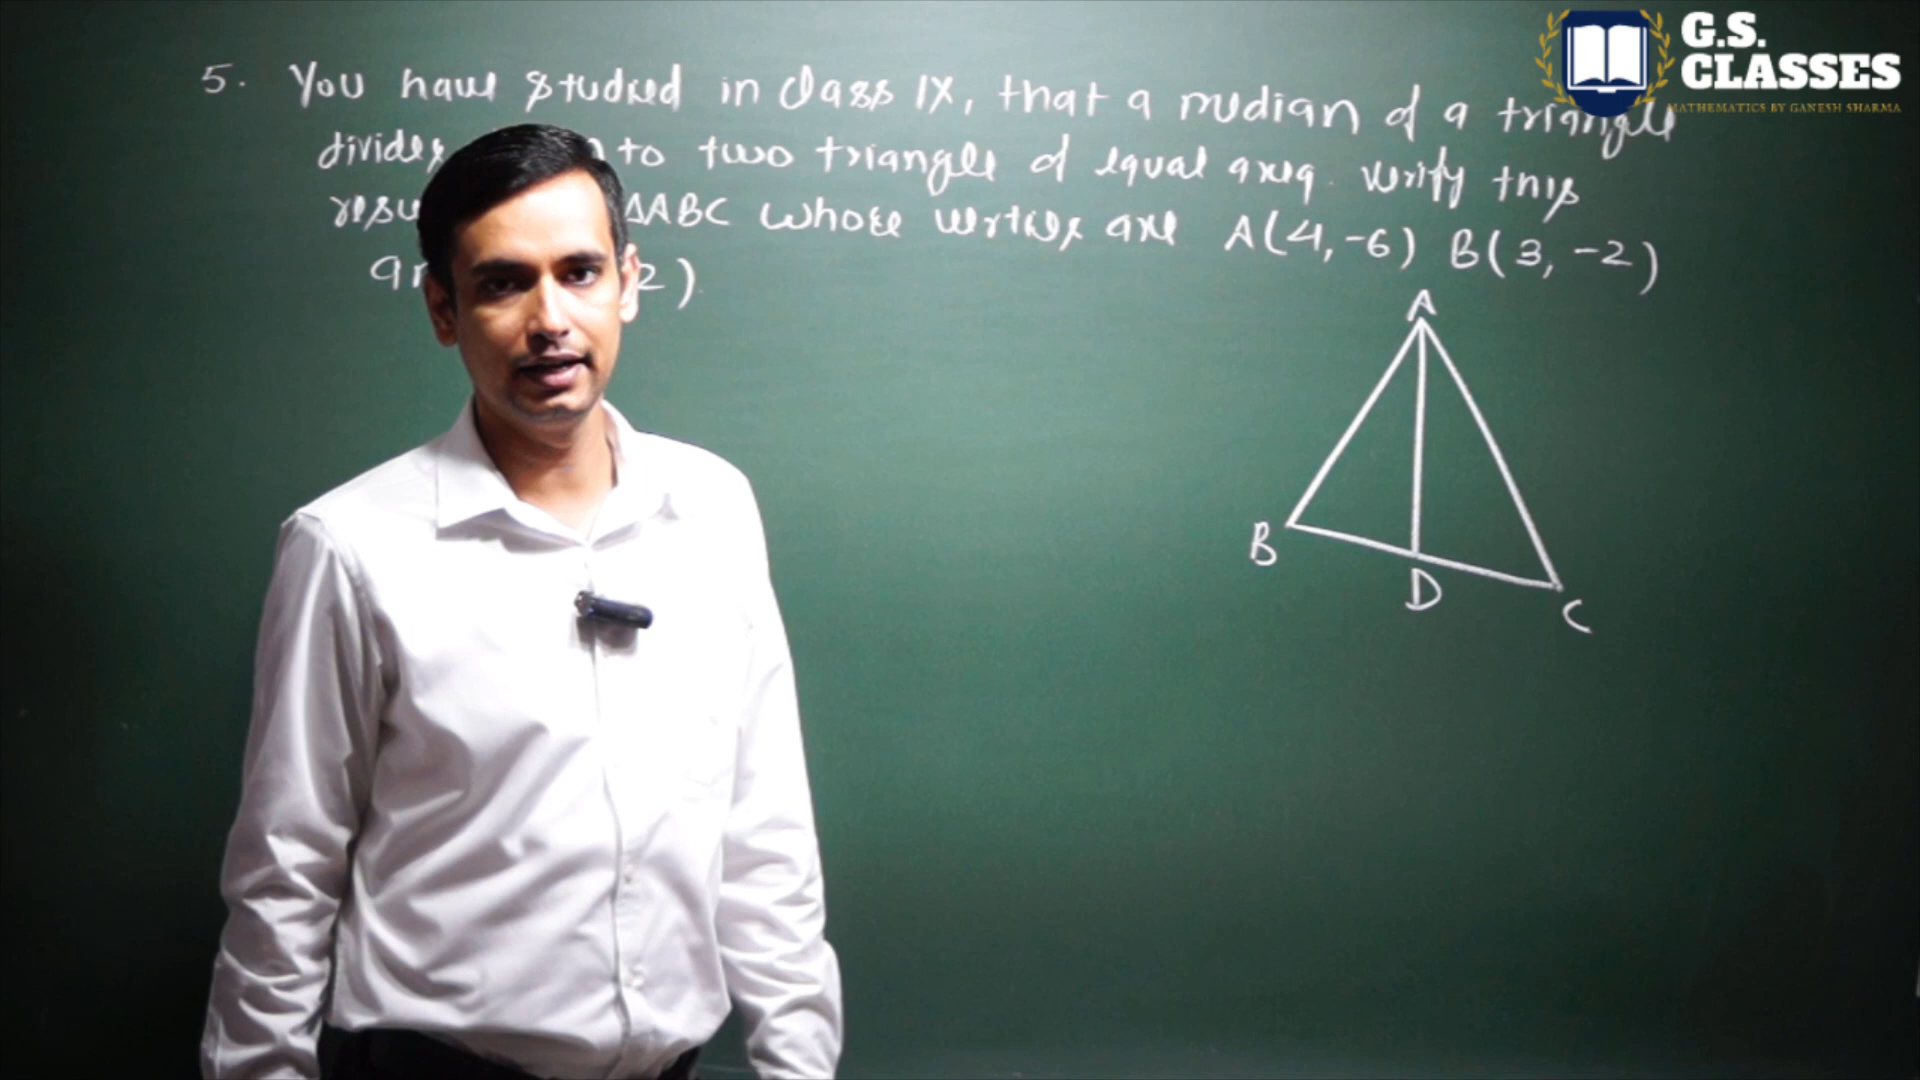 G.S.
CLASSES
MATHEMATICS BY GANESH SHARMA
5. You have studied in class IX, that a median of a triangle
divides to two triangle of equal area. Verify this
ΔABC whose vertices are A(4,-6) B(3,-2)
2).
A
B
D
C